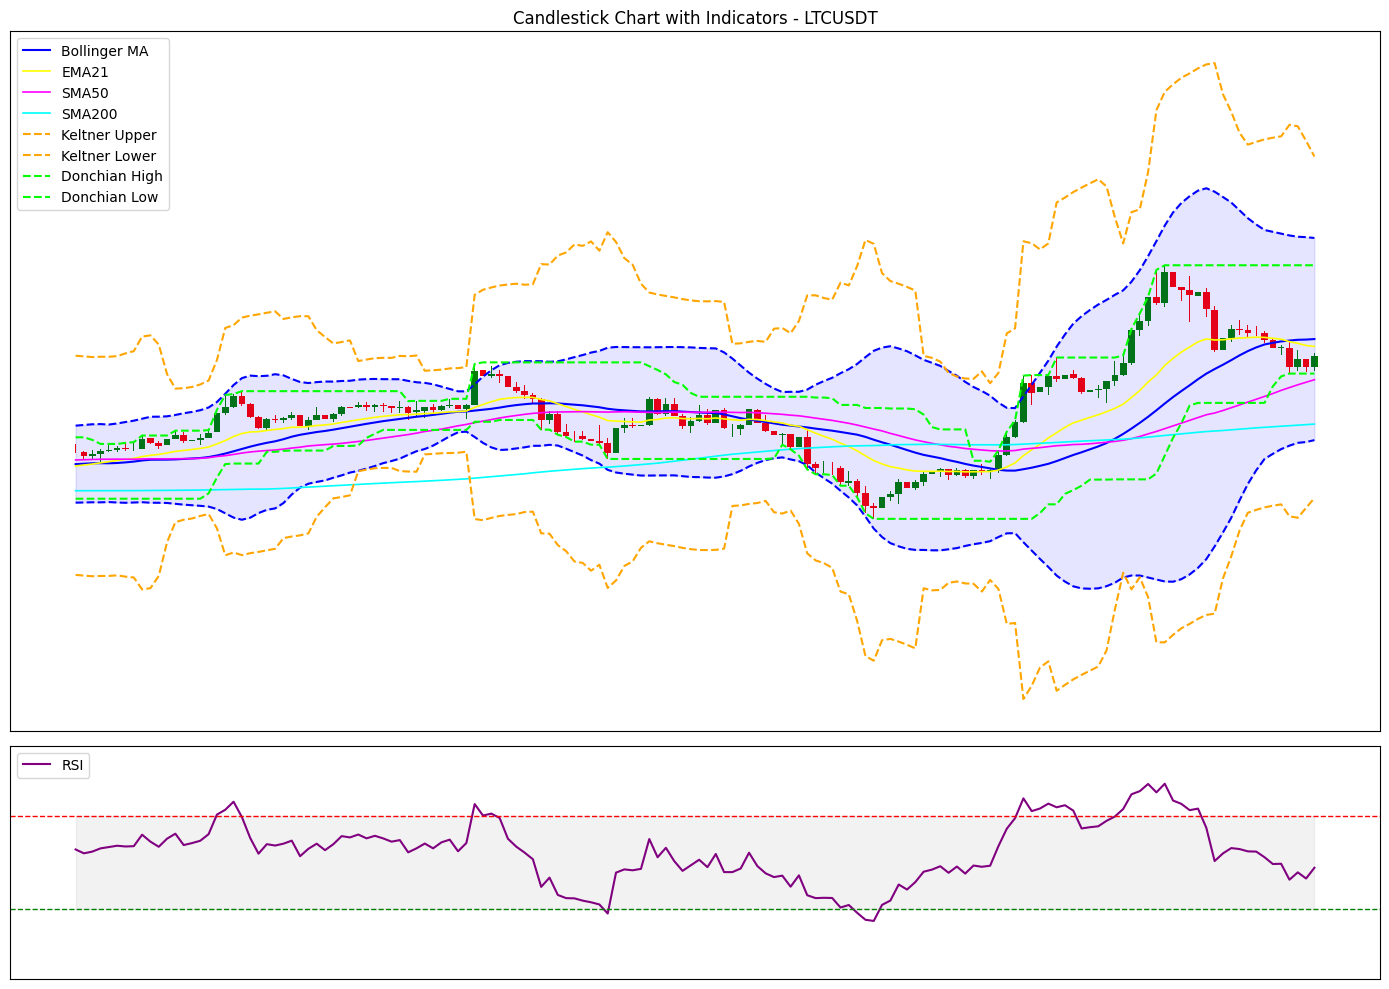 Candlestick Chart with Indicators - LTCUSDT
Bollinger MA
EMA21
SMA50
SMA200
Keltner Upper
Keltner Lower
Donchian High
Donchian Low
RSI